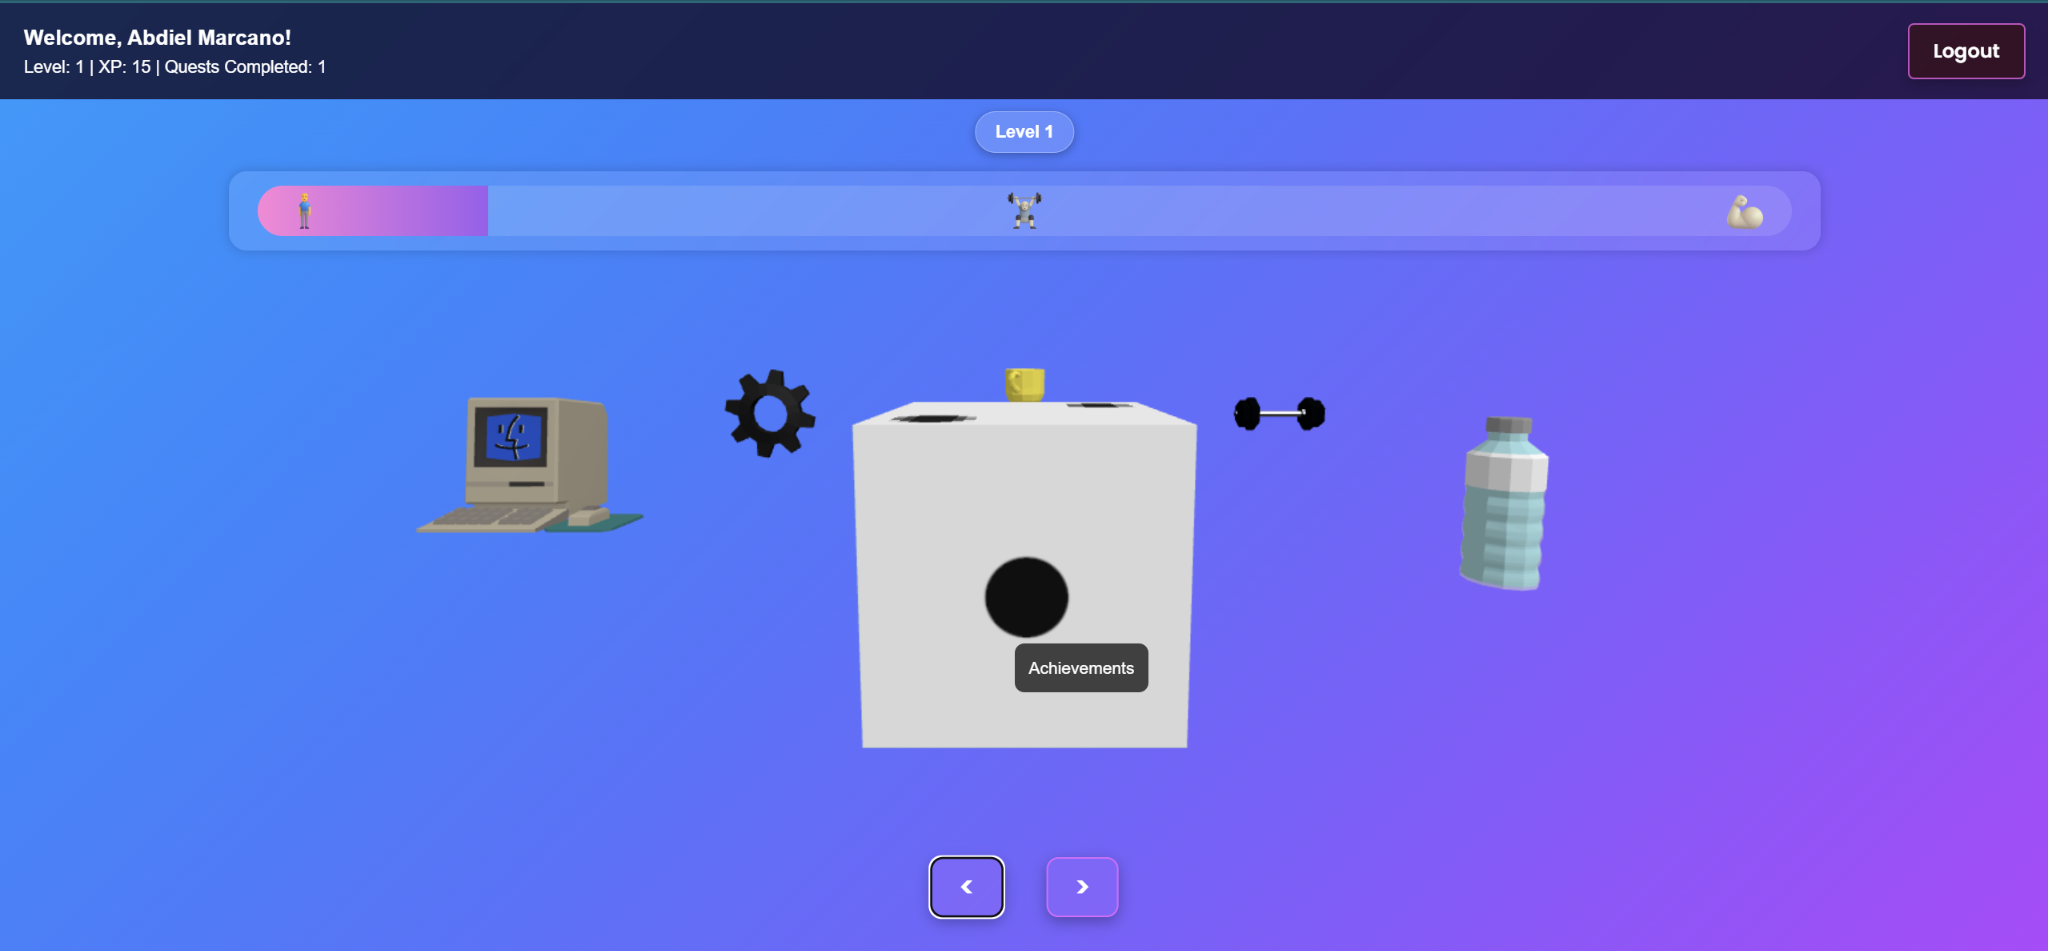 Welcome, Abdiel Marcano!
Level: 1 | XP: 15 | Quests Completed: 1
Logout
Level 1
Achievements
<
>